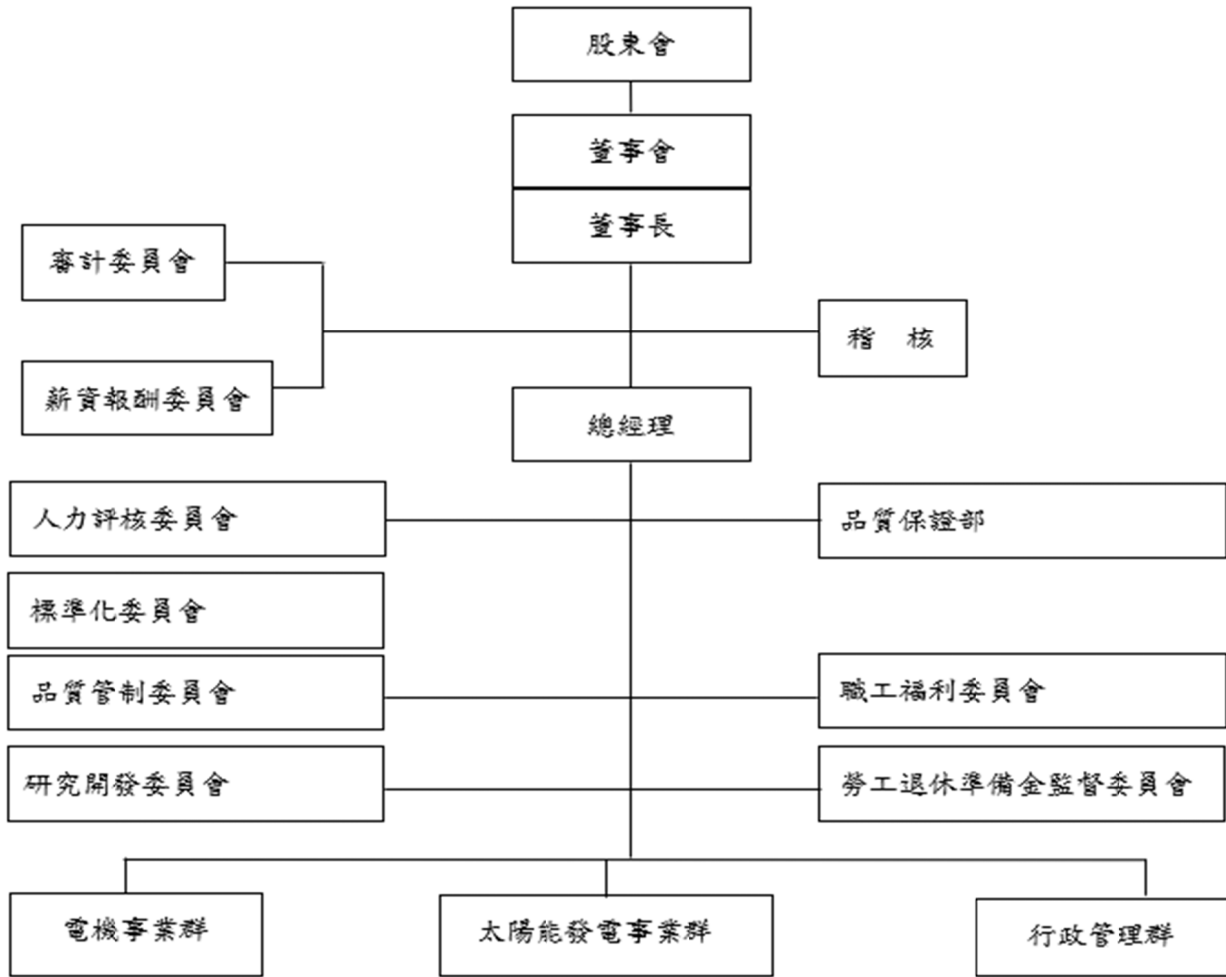 股東會
董事會
董事長
審計委員會
稽 核
薪資報酬委員會
總經理
人力評核委員會
品質保證部
標準化委員會
品質管制委員會
職工福利委員會
研究開發委員會
勞工退休準備金監督委員會
電機事業群
太陽能發電事業群
行政管理群